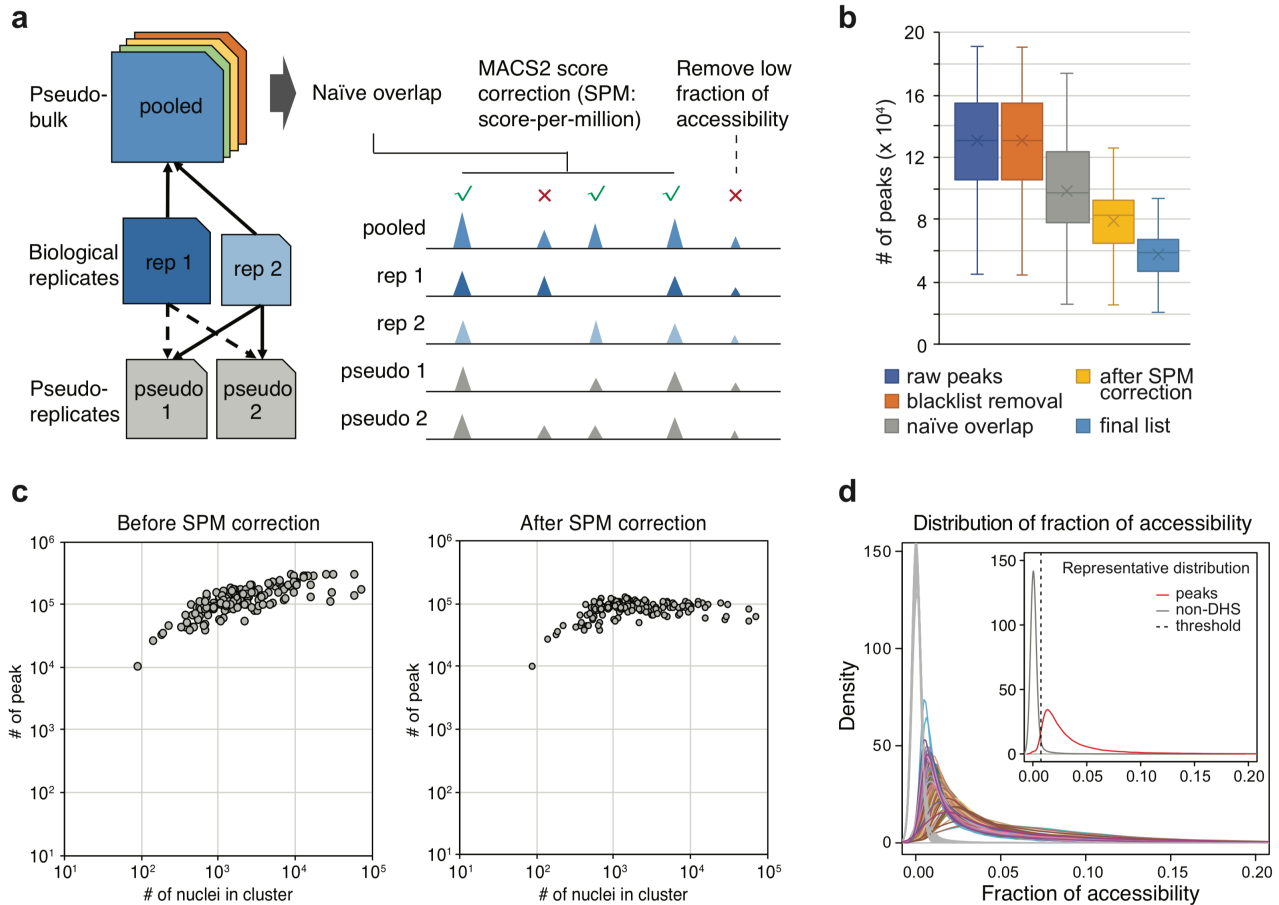 a
Pseudo-
bulk
pooled
Naïve overlap
MACS2 score
correction (SPM:
score-per-million)
Remove low
fraction of
accessibility
Biological
replicates
rep 1
rep 2
Pseudo-
replicates
pseudo
1
pseudo
2
pooled
rep 1
rep 2
pseudo 1
pseudo 2
b
# of peaks (x 10⁴)
20
16
12
8
4
0
raw peaks
blacklist removal
naïve overlap
after SPM
correction
final list
c
Before SPM correction
# of peak
10⁶
10⁵
10⁴
10³
10²
10¹
10¹ 10² 10³ 10⁴ 10⁵
# of nuclei in cluster
After SPM correction
# of peak
10⁶
10⁵
10⁴
10³
10²
10¹
10¹ 10² 10³ 10⁴ 10⁵
# of nuclei in cluster
d
Distribution of fraction of accessibility
Density
150
100
50
0
0.00 0.05 0.10 0.15 0.20
Fraction of accessibility
Representative distribution
peaks
non-DHS
threshold
150
100
50
0
0.00 0.05 0.10 0.15 0.20